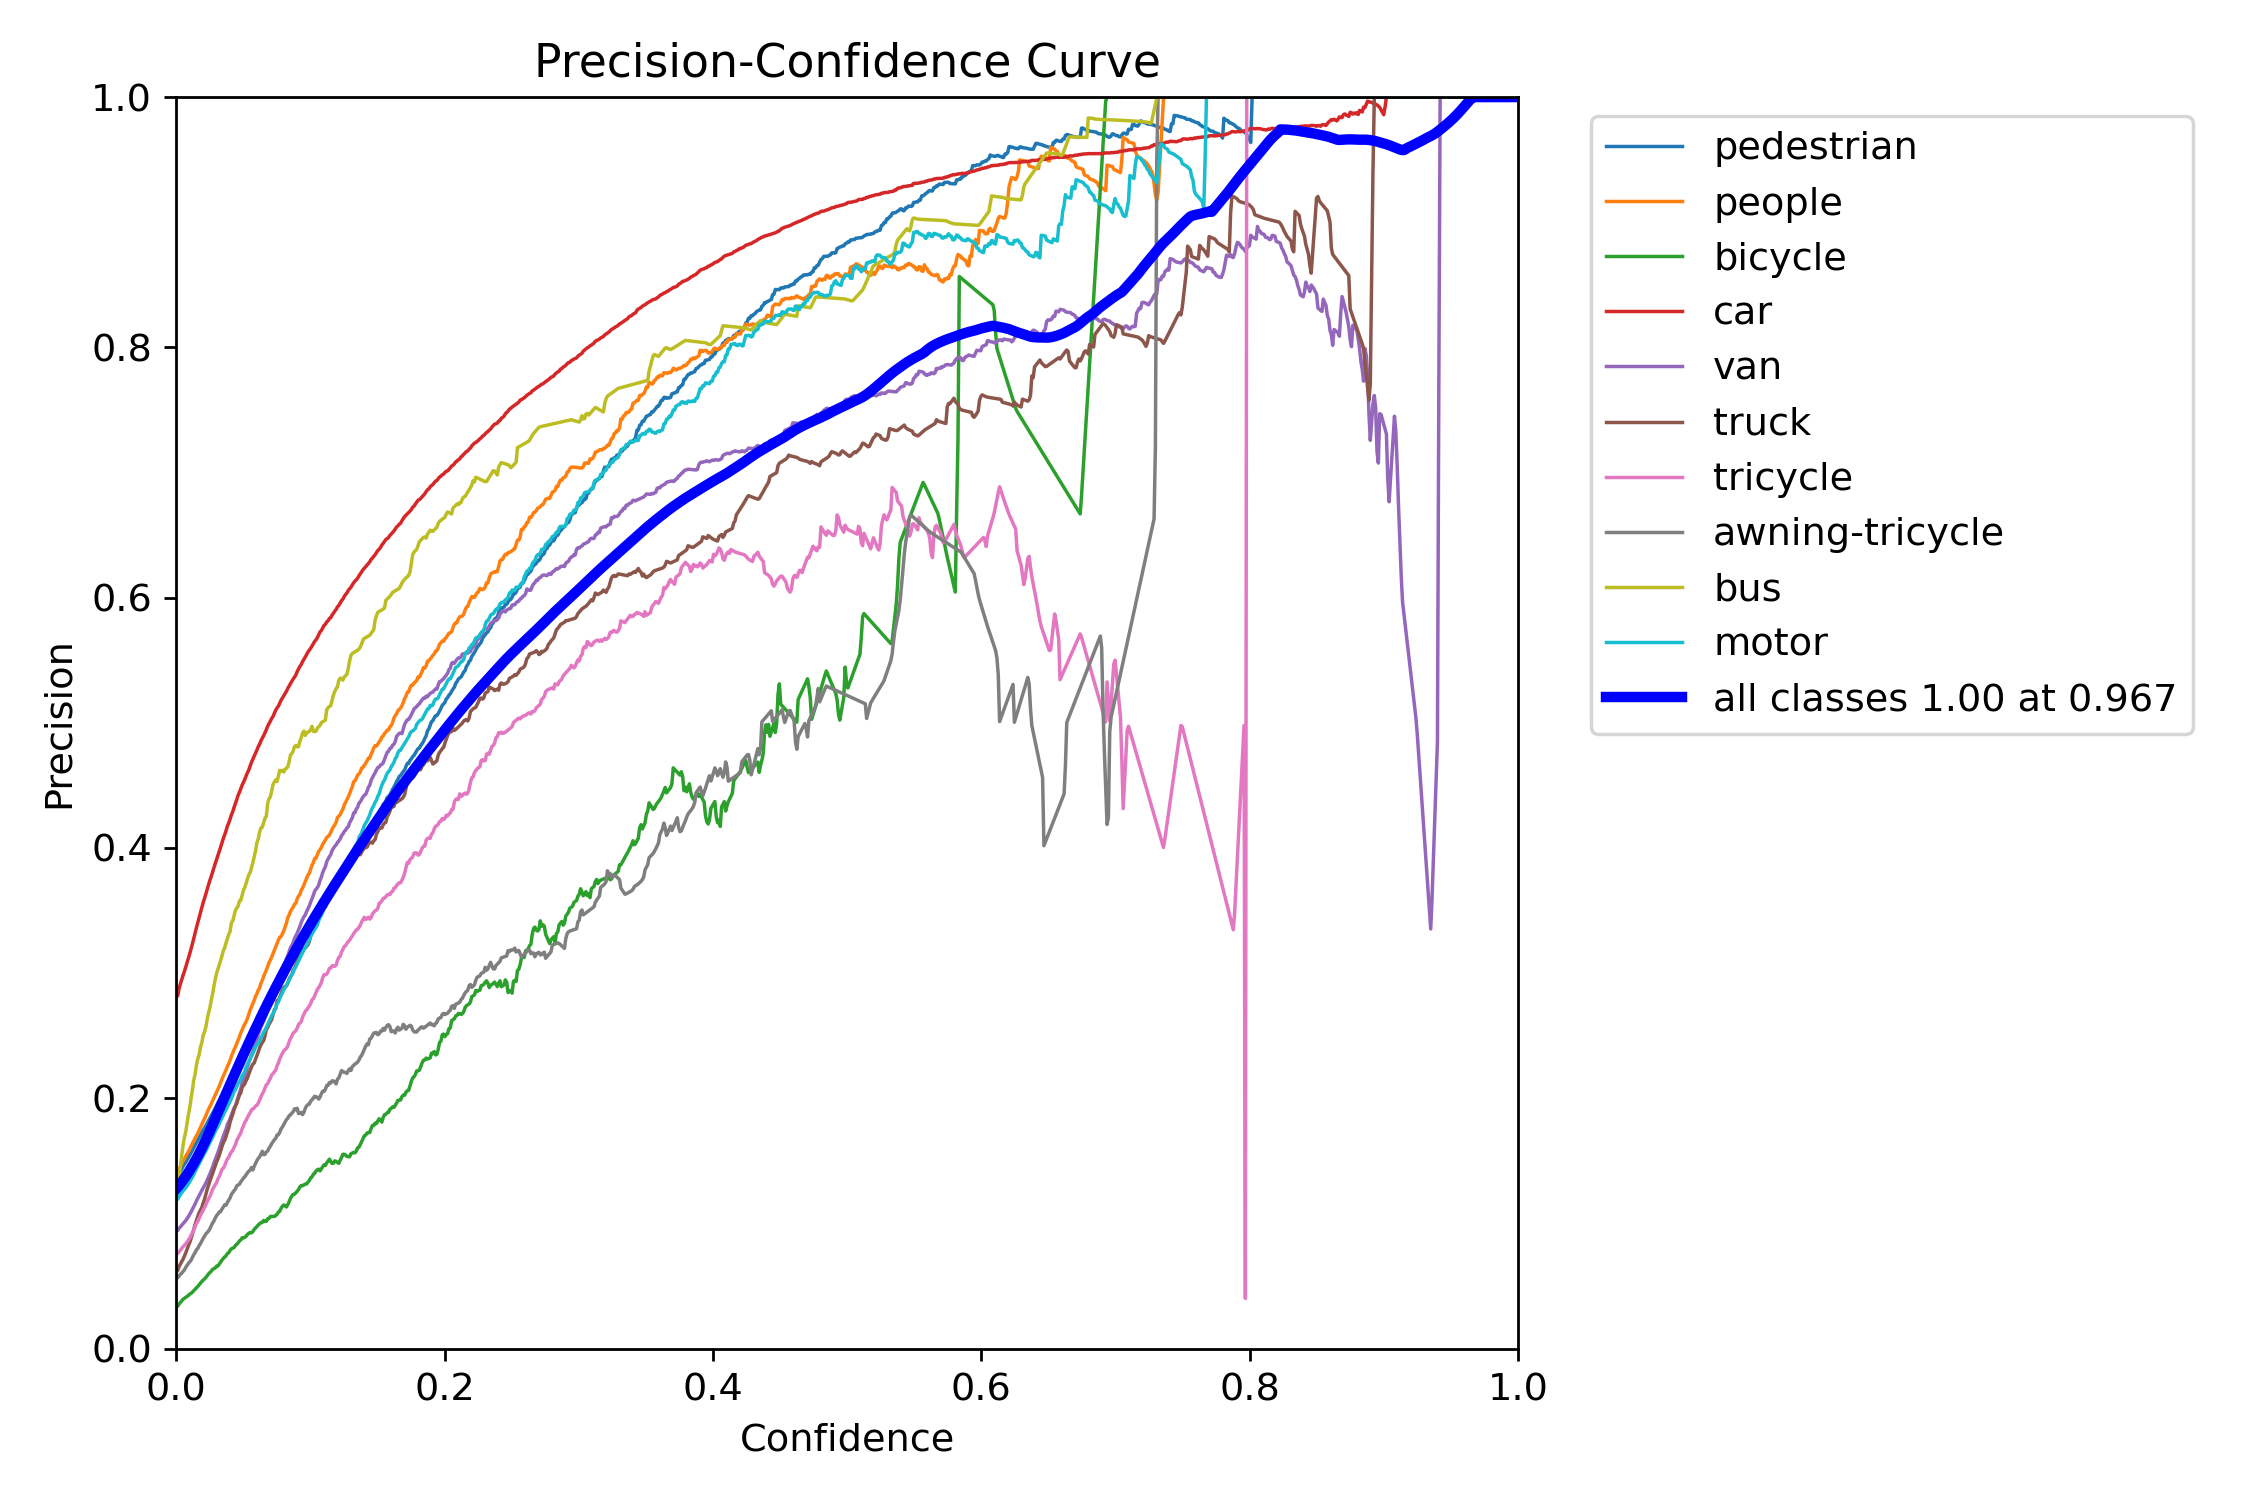 Precision-Confidence Curve
1.0
0.8
0.6
0.4
0.2
0.0
Precision
0.0 0.2 0.4 0.6 0.8 1.0
Confidence
pedestrian
people
bicycle
car
van
truck
tricycle
awning-tricycle
bus
motor
all classes 1.00 at 0.967